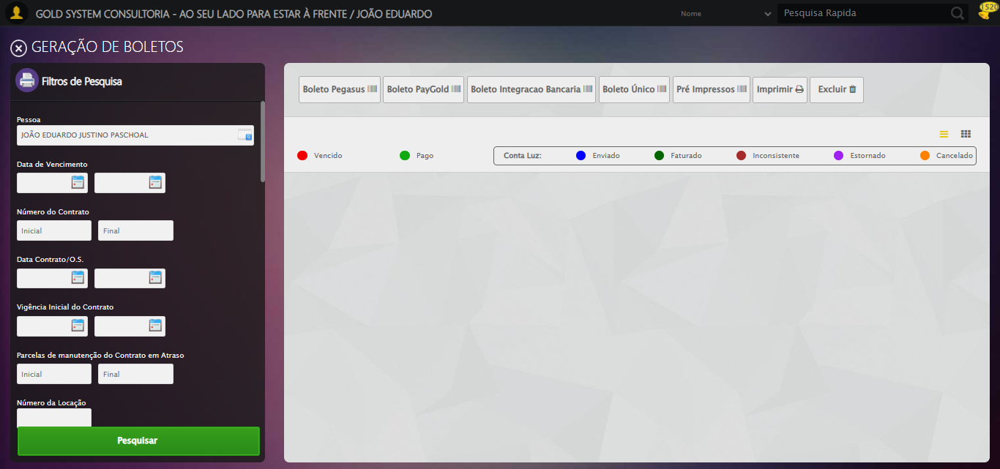 GOLD SYSTEM CONSULTORIA - AO SEU LADO PARA ESTAR À FRENTE / JOÃO EDUARDO
Nome
Pesquisa Rapida
1520
GERAÇÃO DE BOLETOS
Filtros de Pesquisa
Pessoa
JOÃO EDUARDO JUSTINO PASCHOAL
Data de Vencimento
Número do Contrato
Inicial Final
Data Contrato/O.S.
Vigência Inicial do Contrato
Parcelas de manutenção do Contrato em Atraso
Inicial Final
Número da Locação
Pesquisar
Boleto Pegasus Boleto PayGold Boleto Integracao Bancaria Boleto Único Pré Impressos Imprimir Excluir
Vencido Pago Conta Luz: Enviado Faturado Inconsistente Estornado Cancelado